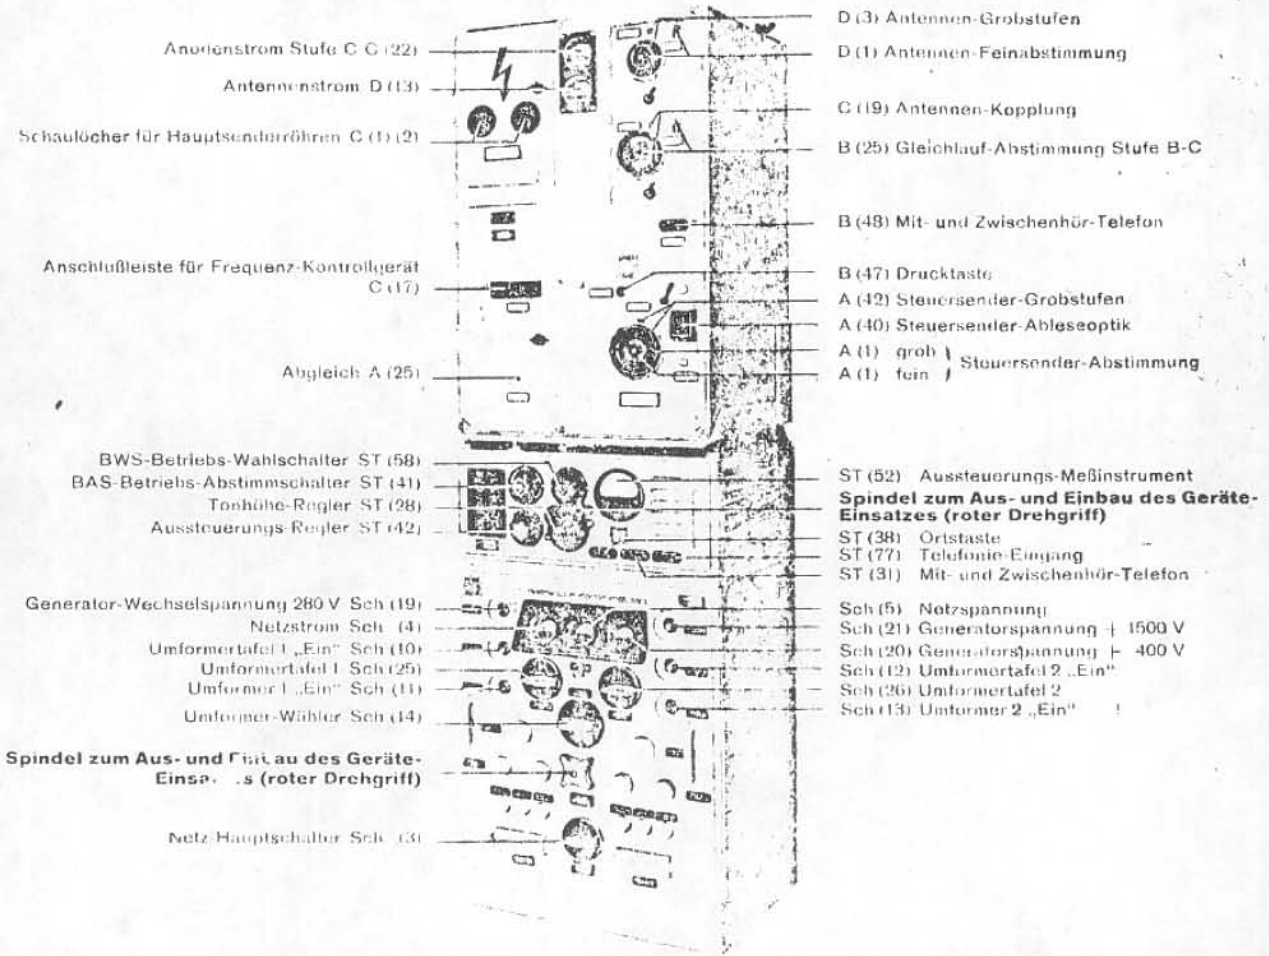 Anodenstrom Stufe C C (22)
Antennenstrom D (13)
Schaulöcher für Hauptsenderröhren C (1) (2)
Anschlußleiste für Frequenz-Kontrollgerät
C (17)
Abgleich A (25)
BWS-Betriebs-Wahlschalter ST (58)
BAS-Betriebs-Abstimmschalter ST (41)
Tonhöhe-Regler ST (28)
Aussteuerungs-Regler ST (42)
Generator-Wechselspannung 280 V Sch (19)
Netzstrom Sch (4)
Umformertafel 1 „Ein“ Sch (10)
Umformertafel 1 Sch (25)
Umformer 1 „Ein“ Sch (11)
Umformer-Wähler Sch (14)
Spindel zum Aus- und Einbau des Geräte-
(roter Drehgriff)
Netz-Hauptschalter Sch (3)
D (3) Antennen-Grobstufen
D (1) Antennen-Feinabstimmung
C (19) Antennen-Kopplung
B (25) Gleichlauf-Abstimmung Stufe B-C
B (48) Mit- und Zwischenhör-Telefon
B (47) Drucktaste
A (42) Steuersender-Grobstufen
A (40) Steuersender-Ableseoptik
A (1) grob } Steuersender-Abstimmung
A (1) fein }
ST (52) Aussteuerungs-Meßinstrument
Spindel zum Aus- und Einbau des Geräte-
Einsatzes (roter Drehgriff)
ST (38) Ortstaste
ST (77) Telefonie-Eingang
ST (31) Mit- und Zwischenhör-Telefon
Sch (5) Netzspannung
Sch (21) Generatorspannung + 1500 V
Sch (20) Generatorspannung + 400 V
Sch (12) Umformertafel 2 „Ein“
Sch (26) Umformertafel 2
Sch (13) Umformer 2 „Ein“